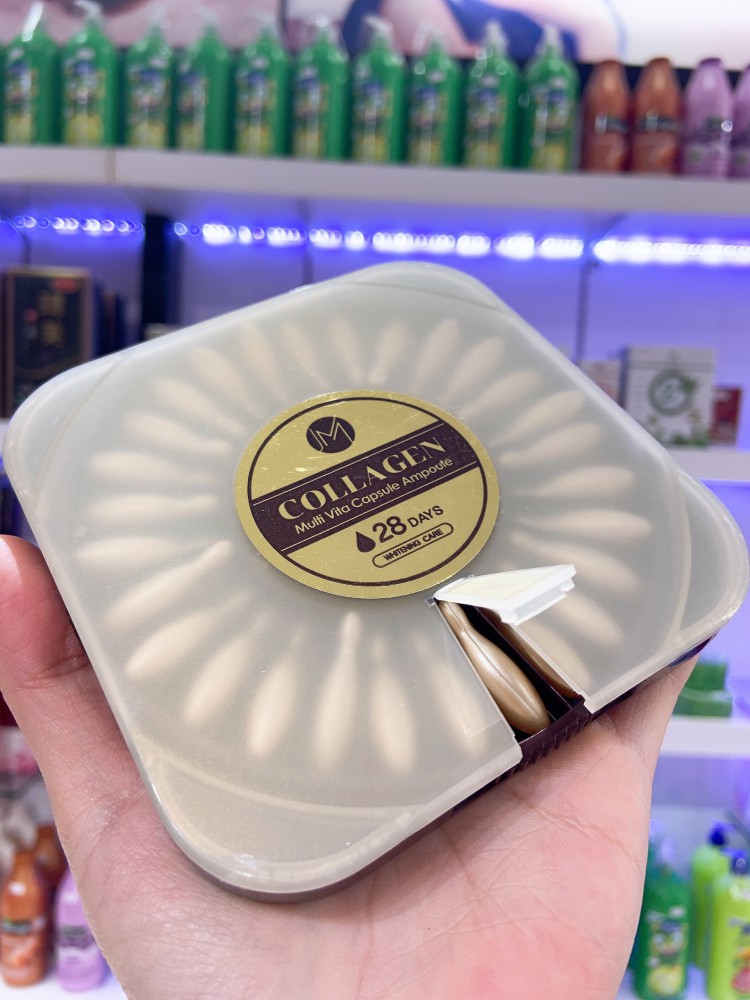 M
COLLAGEN
Multi Vita Capsule Ampoule
28 DAYS
WHITENING CARE